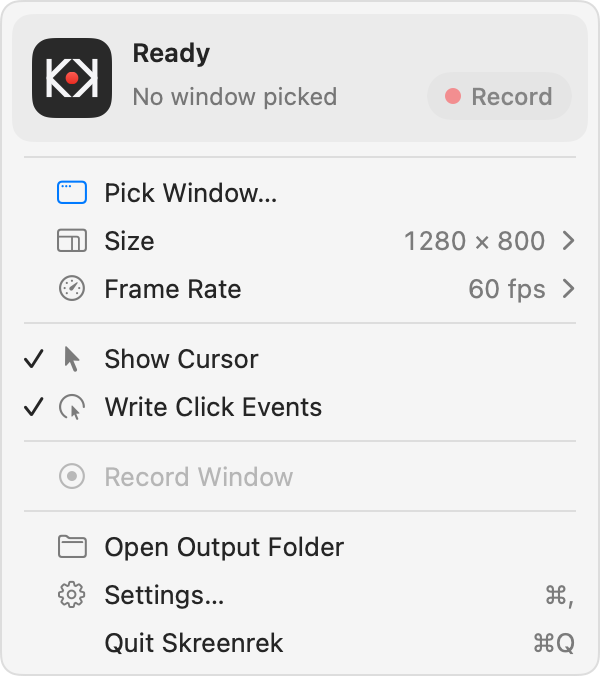 Ready
No window picked
Record
Pick Window...
Size 1280 × 800
Frame Rate 60 fps
Show Cursor
Write Click Events
Record Window
Open Output Folder
Settings... ⌘,
Quit Skreenrek ⌘Q